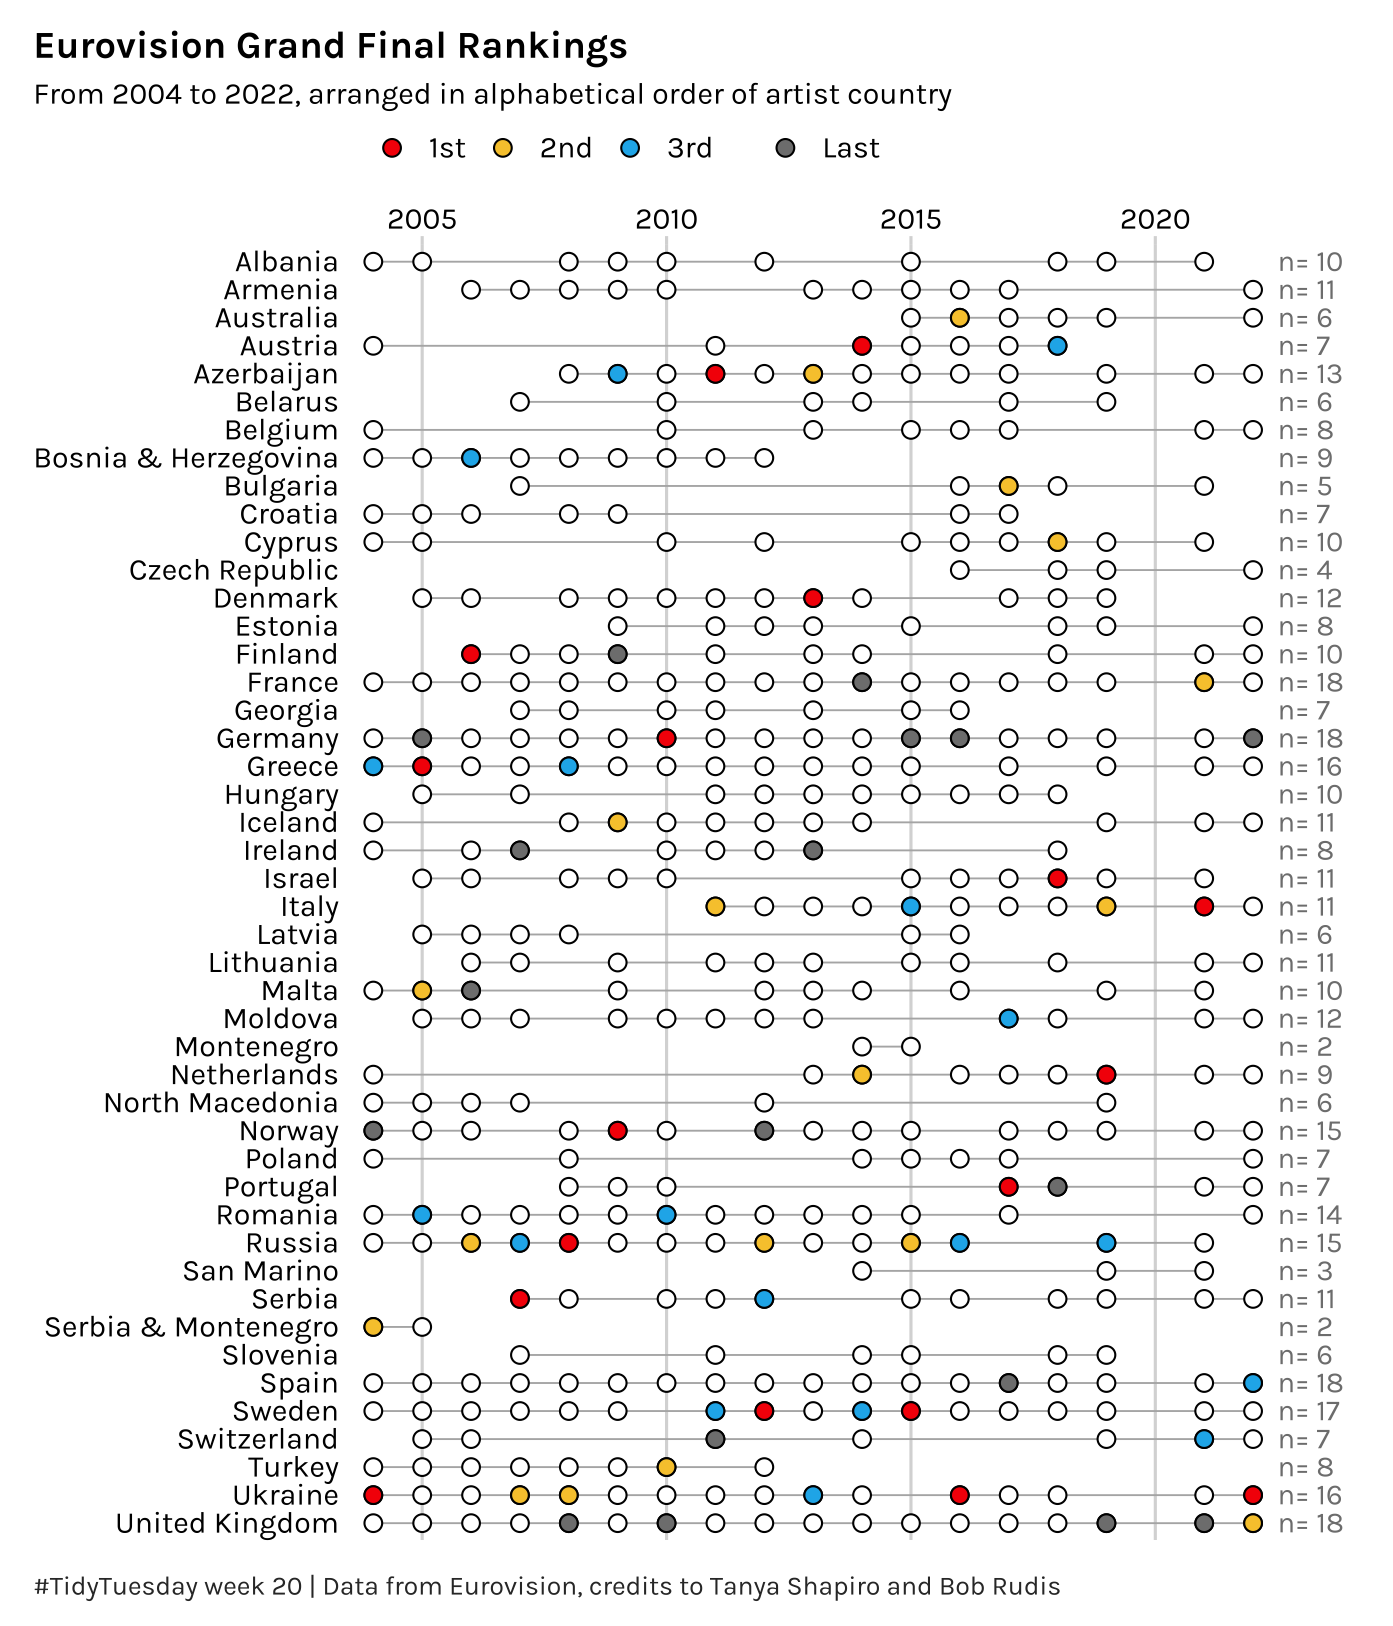 Eurovision Grand Final Rankings
From 2004 to 2022, arranged in alphabetical order of artist country
1st 2nd 3rd Last
2005 2010 2015 2020
Albania n= 10
Armenia n= 11
Australia n= 6
Austria n= 7
Azerbaijan n= 13
Belarus n= 6
Belgium n= 8
Bosnia & Herzegovina n= 9
Bulgaria n= 5
Croatia n= 7
Cyprus n= 10
Czech Republic n= 4
Denmark n= 12
Estonia n= 8
Finland n= 10
France n= 18
Georgia n= 7
Germany n= 18
Greece n= 16
Hungary n= 10
Iceland n= 11
Ireland n= 8
Israel n= 11
Italy n= 11
Latvia n= 6
Lithuania n= 11
Malta n= 10
Moldova n= 12
Montenegro n= 2
Netherlands n= 9
North Macedonia n= 6
Norway n= 15
Poland n= 7
Portugal n= 7
Romania n= 14
Russia n= 15
San Marino n= 3
Serbia n= 11
Serbia & Montenegro n= 2
Slovenia n= 6
Spain n= 18
Sweden n= 17
Switzerland n= 7
Turkey n= 8
Ukraine n= 16
United Kingdom n= 18
#TidyTuesday week 20 | Data from Eurovision, credits to Tanya Shapiro and Bob Rudis